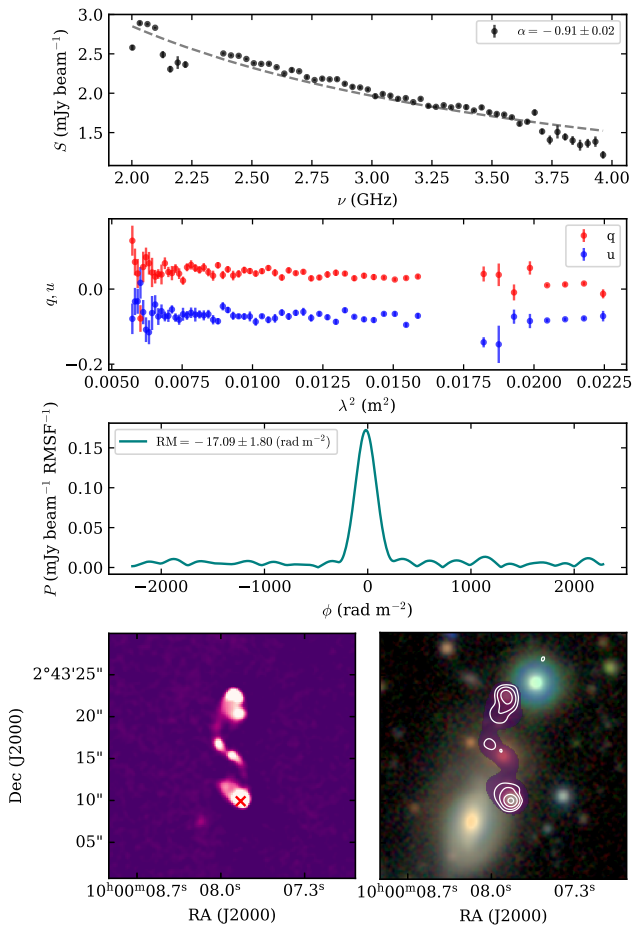 3.0
2.5
2.0
1.5
S (mJy beam⁻¹)
α = −0.91 ± 0.02
2.00 2.25 2.50 2.75 3.00 3.25 3.50 3.75 4.00
ν (GHz)
0.0
−0.2
q, u
q
u
0.0050 0.0075 0.0100 0.0125 0.0150 0.0175 0.0200 0.0225
λ² (m²)
0.15
0.10
0.05
0.00
P (mJy beam⁻¹ RMSF⁻¹)
RM = −17.09 ± 1.80 (rad m⁻²)
−2000 −1000 0 1000 2000
ϕ (rad m⁻²)
2°43'25"
20"
15"
10"
05"
Dec (J2000)
10ʰ00ᵐ08.7ˢ 08.0ˢ 07.3ˢ
RA (J2000)
10ʰ00ᵐ08.7ˢ 08.0ˢ 07.3ˢ
RA (J2000)